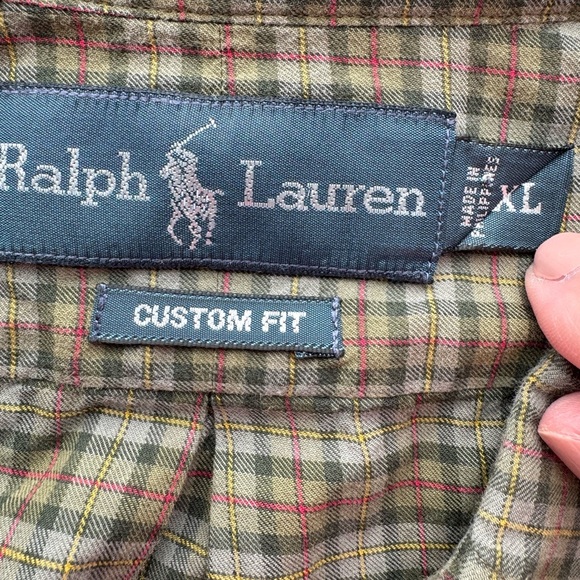 Ralph Lauren
MADE IN
PHILIPPINES
XL
CUSTOM FIT